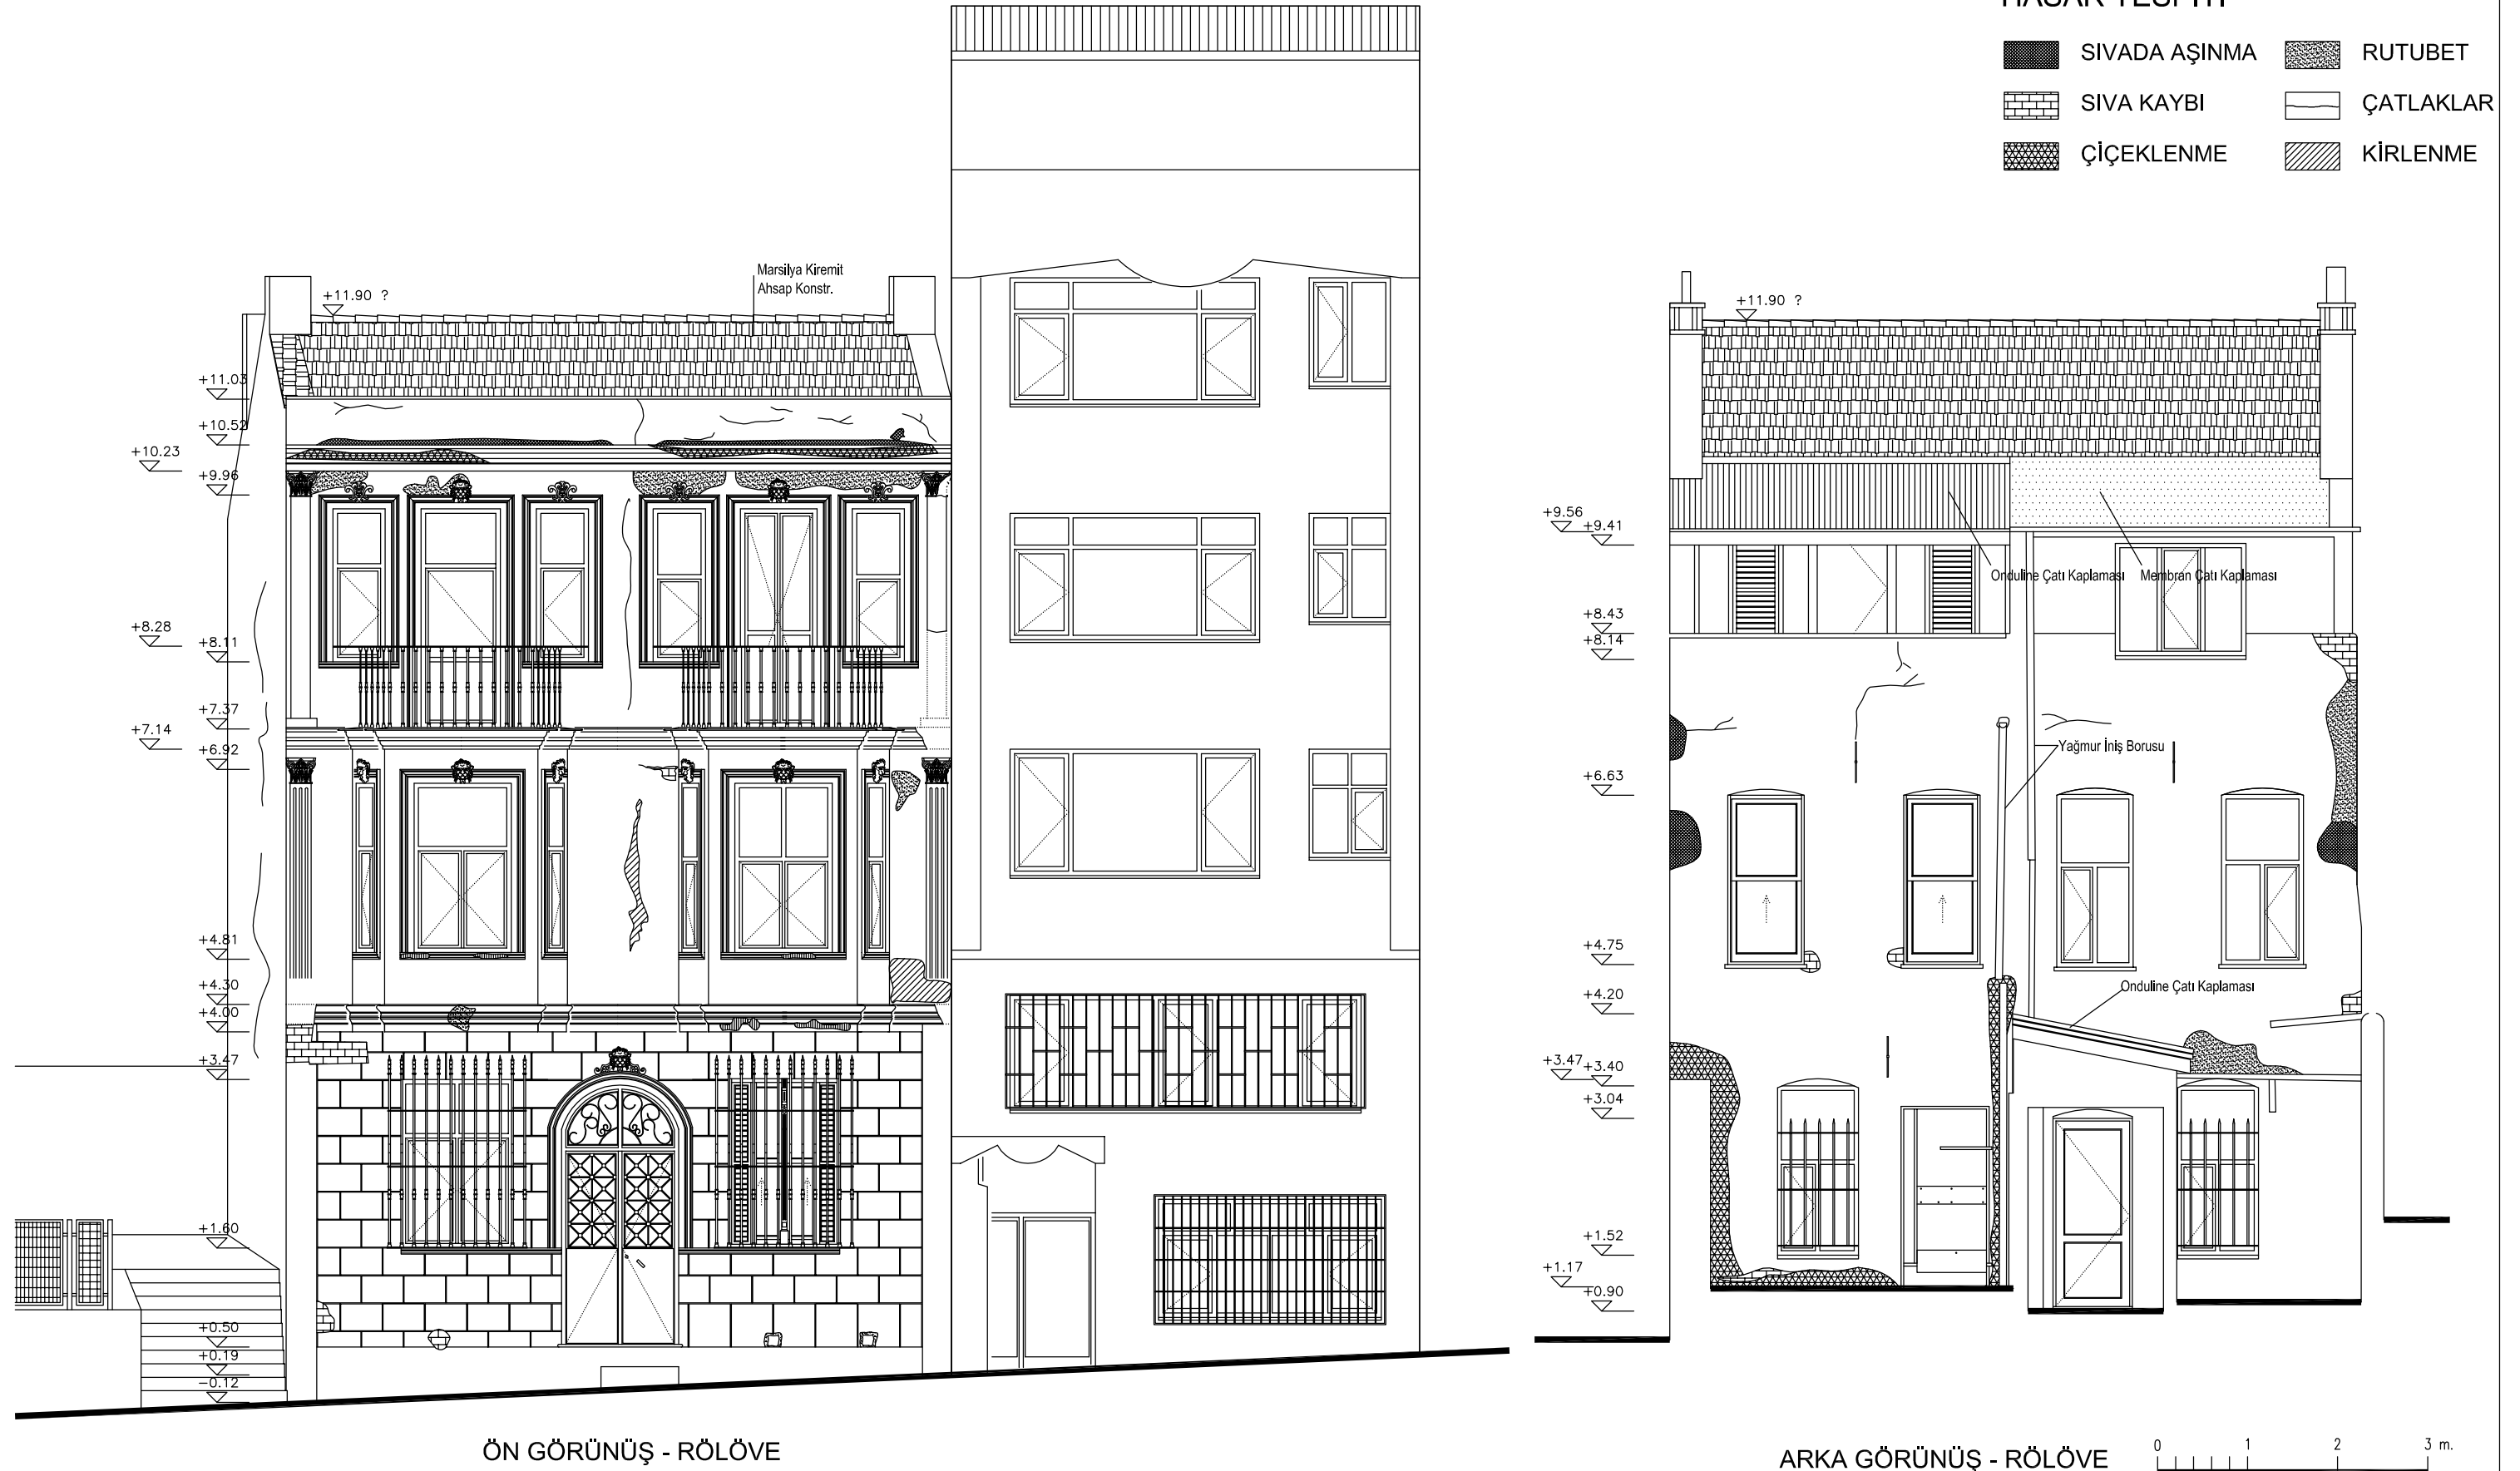 HASAR TESPİTİ
SIVADA AŞINMA
RUTUBET
SIVA KAYBI
ÇATLAKLAR
ÇİÇEKLENME
KİRLENME
Marsilya Kiremit
Ahşap Konstr.
+11.90 ?
+11.03
+10.52
+10.23
+9.96
+8.28
+8.11
+7.37
+7.14
+6.92
+4.81
+4.30
+4.00
+3.47
+1.60
+0.50
+0.19
-0.12
ÖN GÖRÜNÜŞ - RÖLÖVE
+11.90 ?
+9.56
+9.41
Onduline Çatı Kaplaması
Membran Çatı Kaplaması
+8.43
+8.14
Yağmur İniş Borusu
+6.63
+4.75
Onduline Çatı Kaplaması
+4.20
+3.47
+3.40
+3.04
+1.52
+1.17
+0.90
ARKA GÖRÜNÜŞ - RÖLÖVE
0 1 2 3 m.